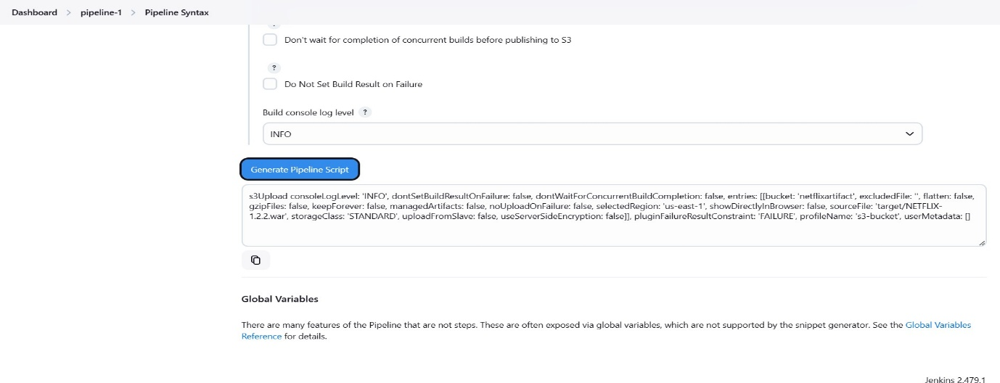 Dashboard > pipeline-1 > Pipeline Syntax
?
Don't wait for completion of concurrent builds before publishing to S3
?
Do Not Set Build Result on Failure
Build console log level ?
INFO
Generate Pipeline Script
s3Upload consoleLogLevel: 'INFO', dontSetBuildResultOnFailure: false, dontWaitForConcurrentBuildCompletion: false, entries: [[bucket: 'netflixartifact', excludedFile: '', flatten: false,
gzipFiles: false, keepForever: false, managedArtifacts: false, noUploadOnFailure: false, selectedRegion: 'us-east-1', showDirectlyInBrowser: false, sourceFile: 'target/NETFLIX-
1.2.2.war', storageClass: 'STANDARD', uploadFromSlave: false, useServerSideEncryption: false]], pluginFailureResultConstraint: 'FAILURE', profileName: 's3-bucket', userMetadata: []
Global Variables
There are many features of the Pipeline that are not steps. These are often exposed via global variables, which are not supported by the snippet generator. See the Global Variables
Reference for details.
Jenkins 2.479.1